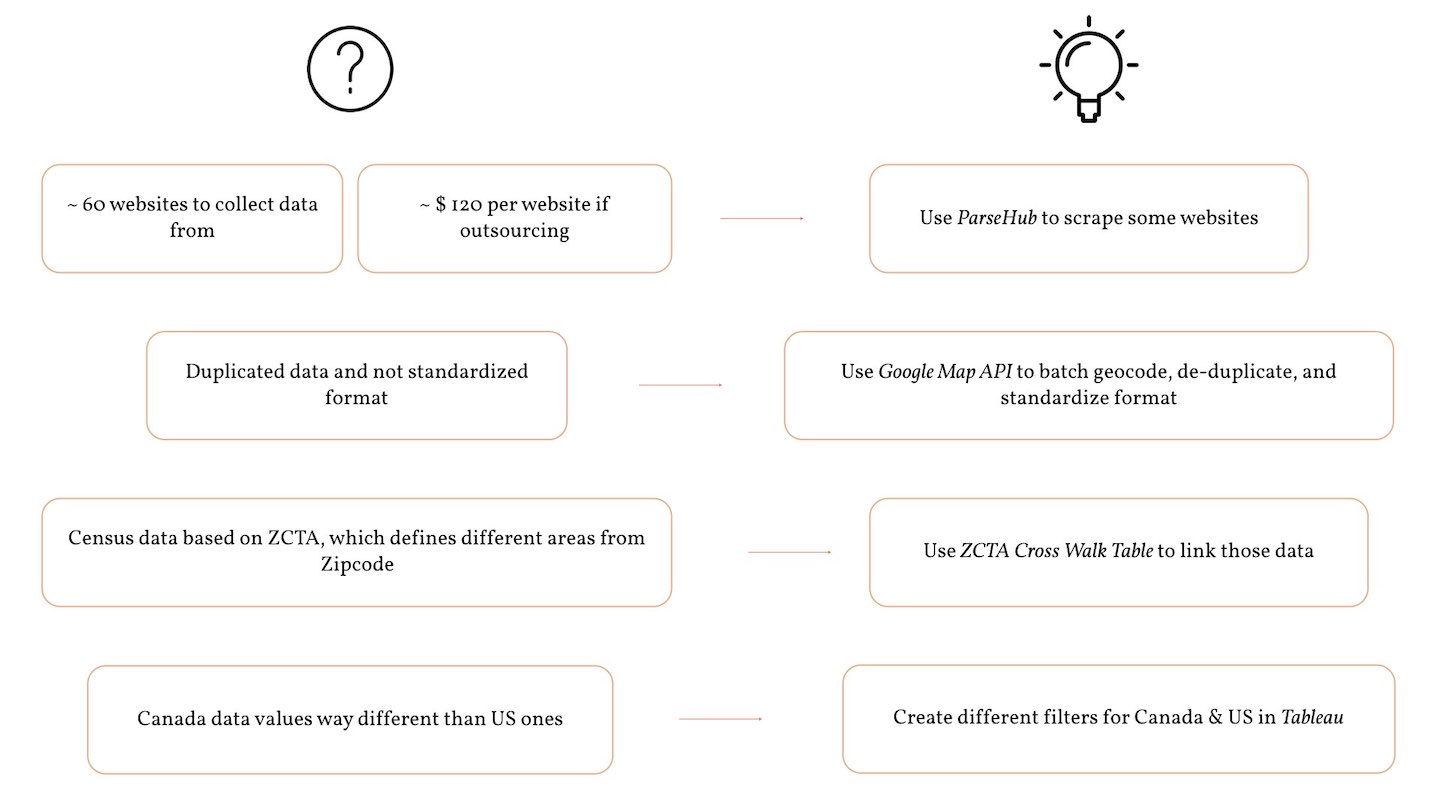 ~ 60 websites to collect data
from
~ $ 120 per website if
outsourcing
Use ParseHub to scrape some websites
Duplicated data and not standardized
format
Use Google Map API to batch geocode, de-duplicate, and
standardize format
Census data based on ZCTA, which defines different areas from
Zipcode
Use ZCTA Cross Walk Table to link those data
Canada data values way different than US ones
Create different filters for Canada & US in Tableau